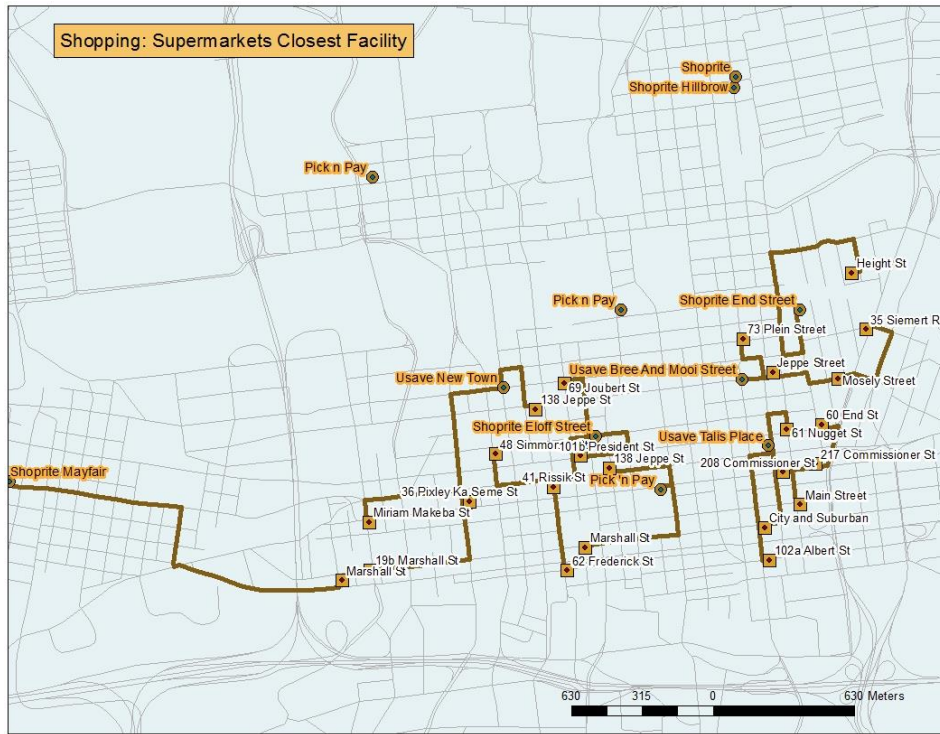 Shopping: Supermarkets Closest Facility
Shoprite
Shoprite Hillbrow
Pick n Pay
Height St
Pick n Pay
Shoprite End Street
73 Plein Street
35 Siemert R
Jeppe Street
Usave Bree And Mooi Street
Mosely Street
Usave New Town
69 Joubert St
138 Jeppe St
60 End St
Shoprite Eloff Street
61 Nugget St
Usave Talis Place
48 Simmon
101b President St
217 Commissioner St
208 Commissioner St
138 Jeppe St
Shoprite Mayfair
41 Rissik St
Pick 'n Pay
36 Pixley Ka Seme St
Main Street
Miriam Makeba St
City and Suburban
Marshall St
19b Marshall St
102a Albert St
62 Frederick St
Marshall St
630 315 0 630 Meters